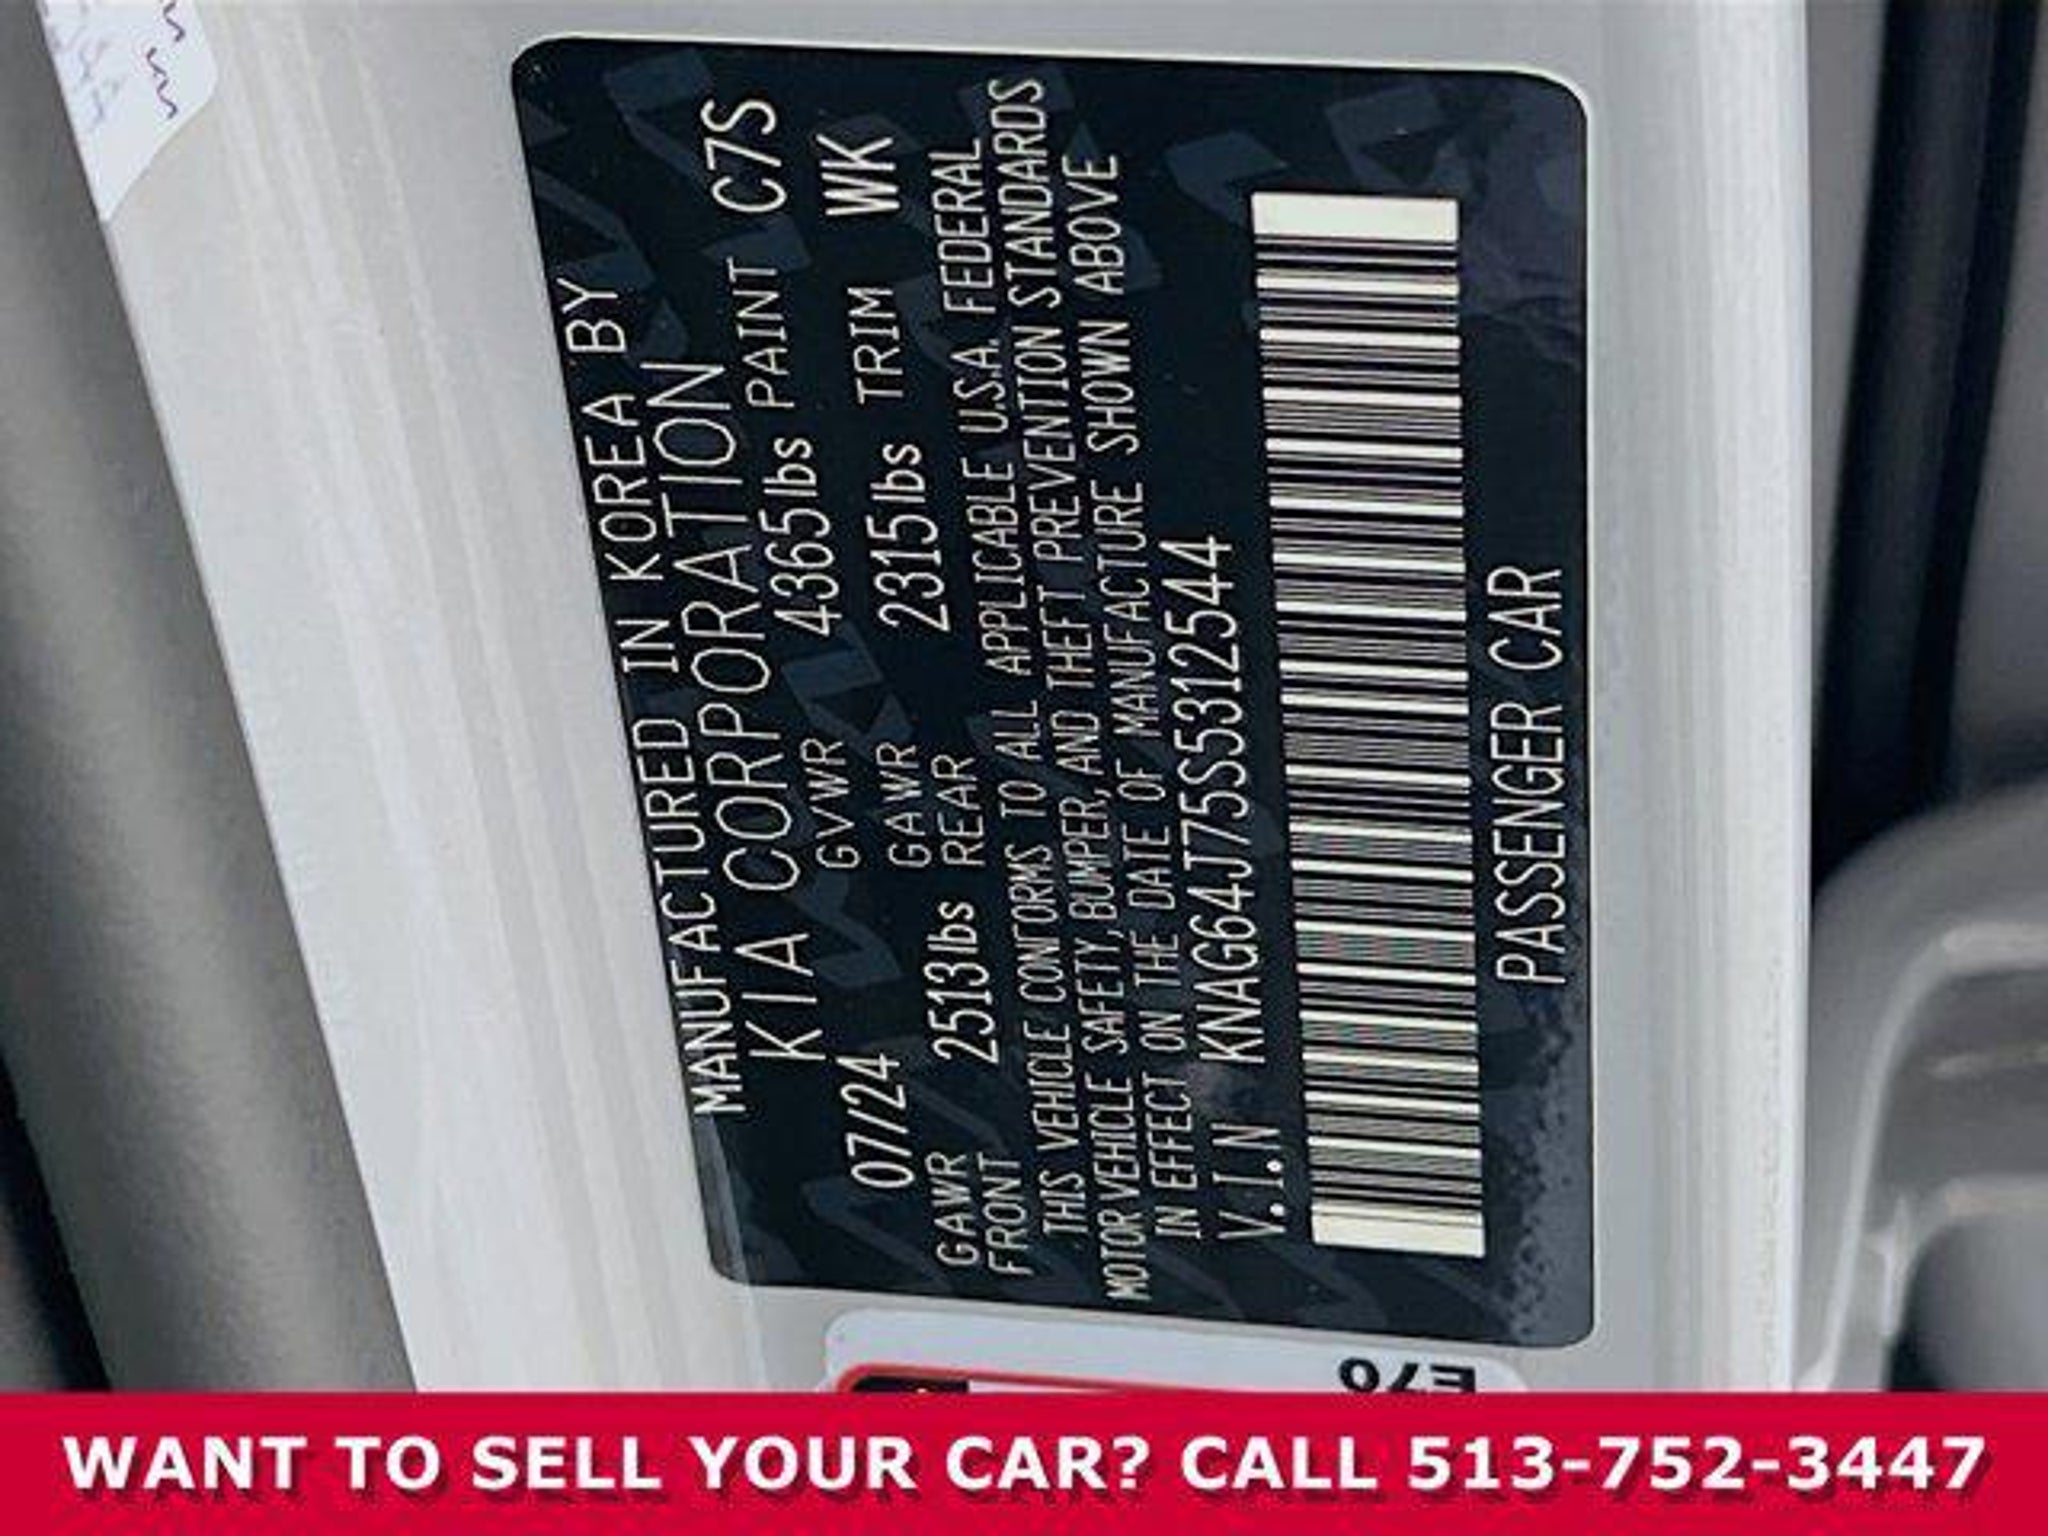 MANUFACTURED IN KOREA BY
KIA CORPORATION
07/24 GVWR 4365lbs PAINT C7S
GAWR FRONT 2513lbs GAWR REAR 2315lbs TRIM WK
THIS VEHICLE CONFORMS TO ALL APPLICABLE U.S.A. FEDERAL
MOTOR VEHICLE SAFETY, BUMPER, AND THEFT PREVENTION STANDARDS
IN EFFECT ON THE DATE OF MANUFACTURE SHOWN ABOVE
V.I.N KNAG64J75S5312544
PASSENGER CAR
WANT TO SELL YOUR CAR? CALL 513-752-3447